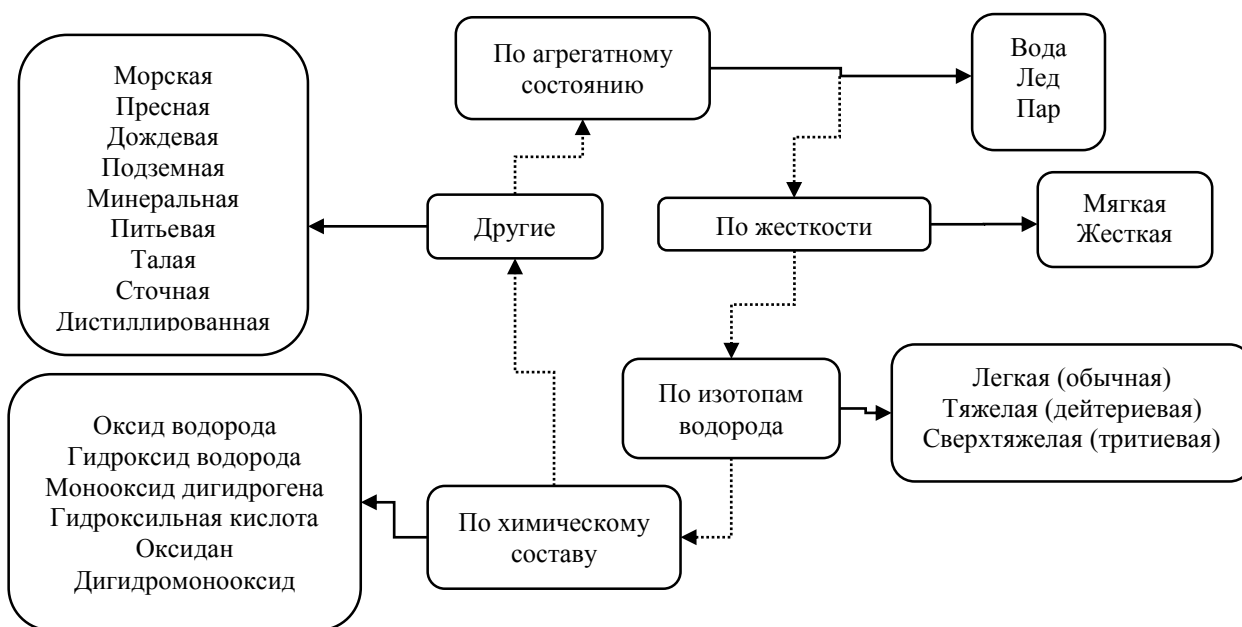 По агрегатному
состоянию
Вода
Лед
Пар
Морская
Пресная
Дождевая
Подземная
Минеральная
Питьевая
Талая
Сточная
Дистиллированная
Другие
По жесткости
Мягкая
Жесткая
По изотопам
водорода
Легкая (обычная)
Тяжелая (дейтериевая)
Сверхтяжелая (тритиевая)
Оксид водорода
Гидроксид водорода
Монооксид дигидрогена
Гидроксильная кислота
Оксидан
Дигидромонооксид
По химическому
составу